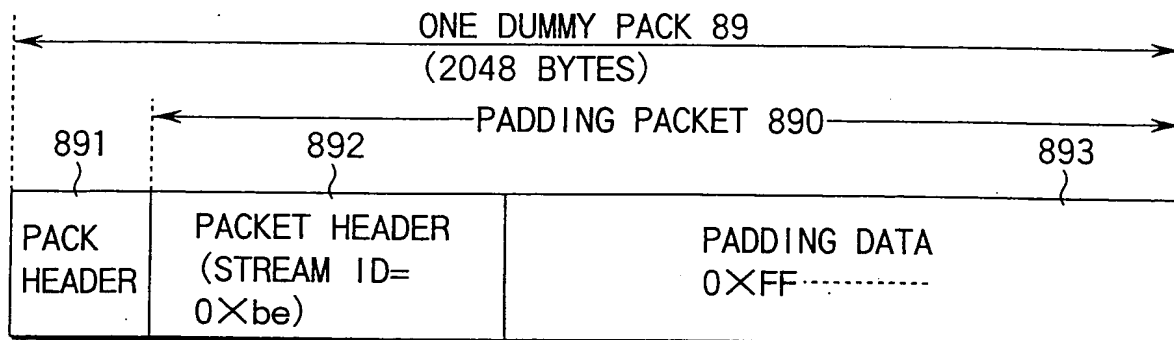 ONE DUMMY PACK 89
(2048 BYTES)
PADDING PACKET 890
891
892
893
PACK
HEADER
PACKET HEADER
(STREAM ID=
0×be)
PADDING DATA
0×FF----------